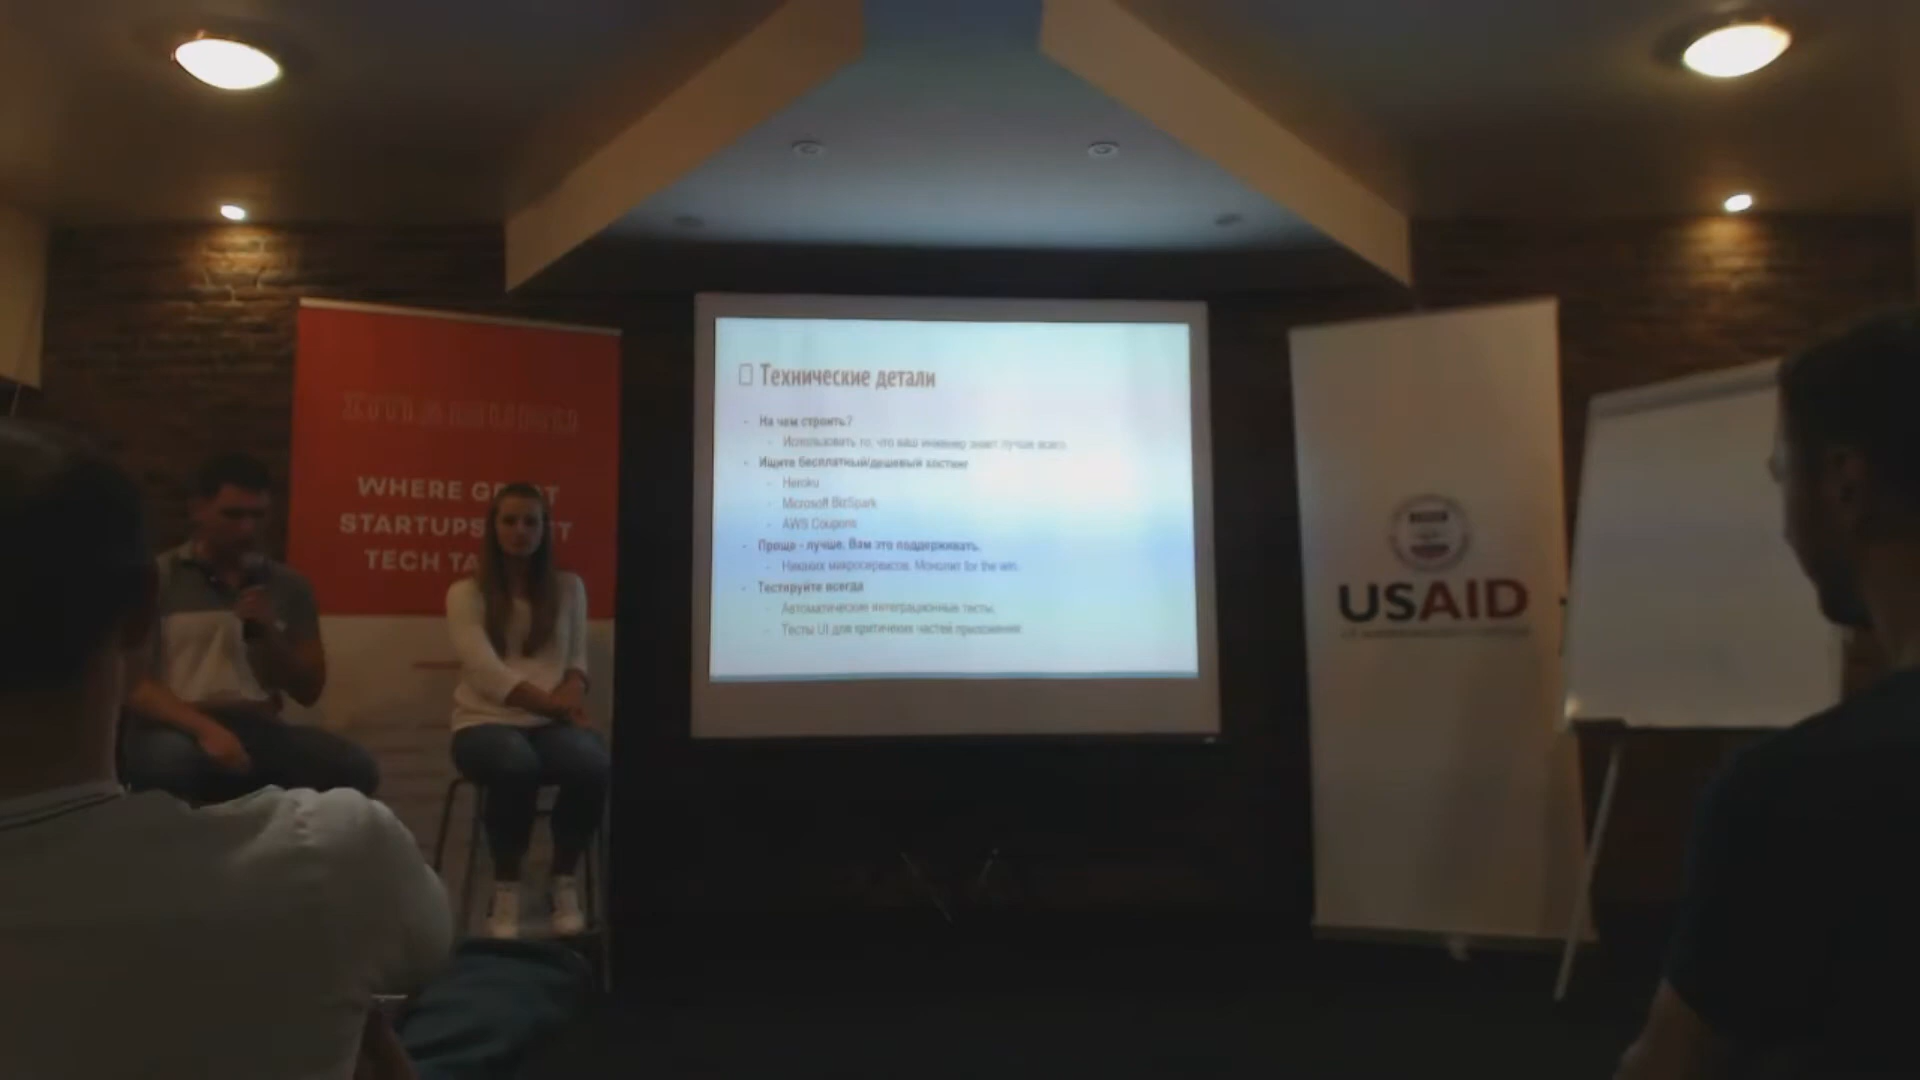 WHERE GREAT
STARTUPS
TECH
Технические детали
- На чем строить?
- Использовать то, что ваш инженер знает лучше всего.
- Ищите бесплатный/дешевый хостинг
- Heroku
- Microsoft BizSpark
- AWS Coupons
- Проще - лучше. Вам это поддерживать.
- Никаких микросервисов. Монолит for the win.
- Тестируйте всегда
- Автоматические интеграционные тесты.
- Тесты UI для критичных частей приложения
USAID